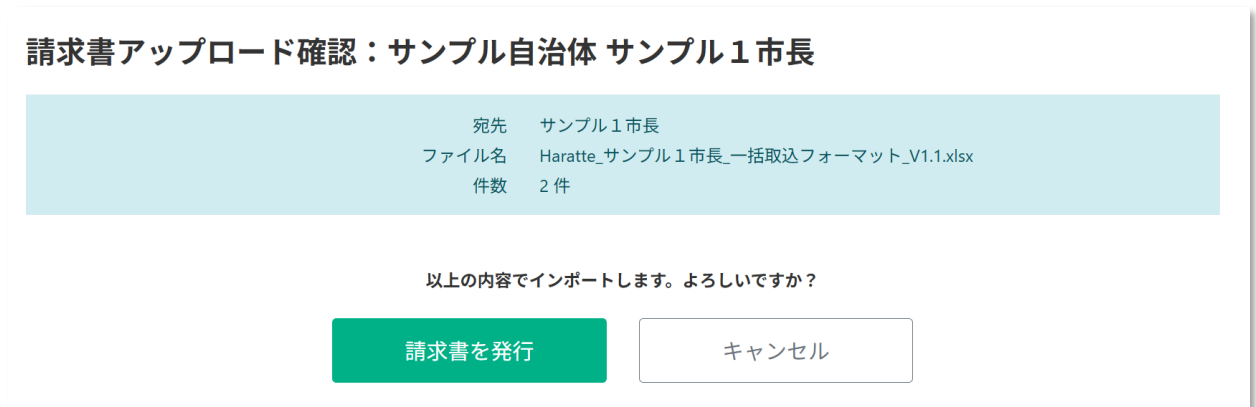 請求書アップロード確認：サンプル自治体 サンプル１市長
宛先 サンプル１市長
ファイル名 Haratte_サンプル１市長_一括取込フォーマット_V1.1.xlsx
件数 2 件
以上の内容でインポートします。よろしいですか？
請求書を発行 キャンセル